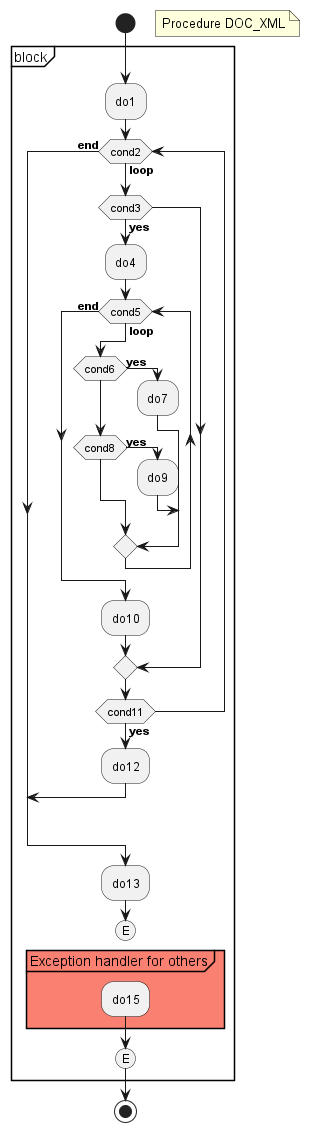 Procedure DOC_XML
block
do1
end
cond2
loop
cond3
yes
do4
end
cond5
loop
cond6
yes
do7
cond8
yes
do9
do10
cond11
yes
do12
do13
E
Exception handler for others
do15
E